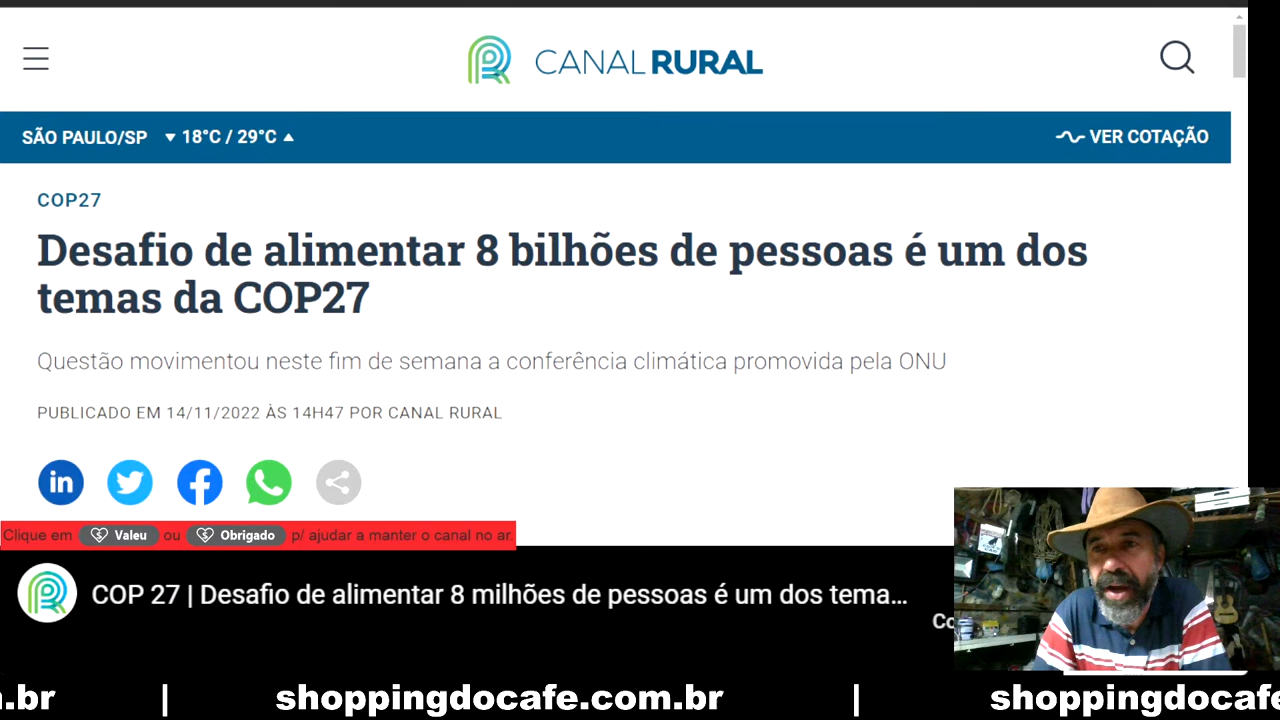 CANAL RURAL
SÃO PAULO/SP 18°C / 29°C VER COTAÇÃO
COP27
Desafio de alimentar 8 bilhões de pessoas é um dos
temas da COP27
Questão movimentou neste fim de semana a conferência climática promovida pela ONU
PUBLICADO EM 14/11/2022 ÀS 14H47 POR CANAL RURAL
in
Clique em Valeu ou Obrigado p/ ajudar a manter o canal no ar.
COP 27 | Desafio de alimentar 8 milhões de pessoas é um dos tema...
Co
.br | shoppingdocafe.com.br | shoppingdocafe